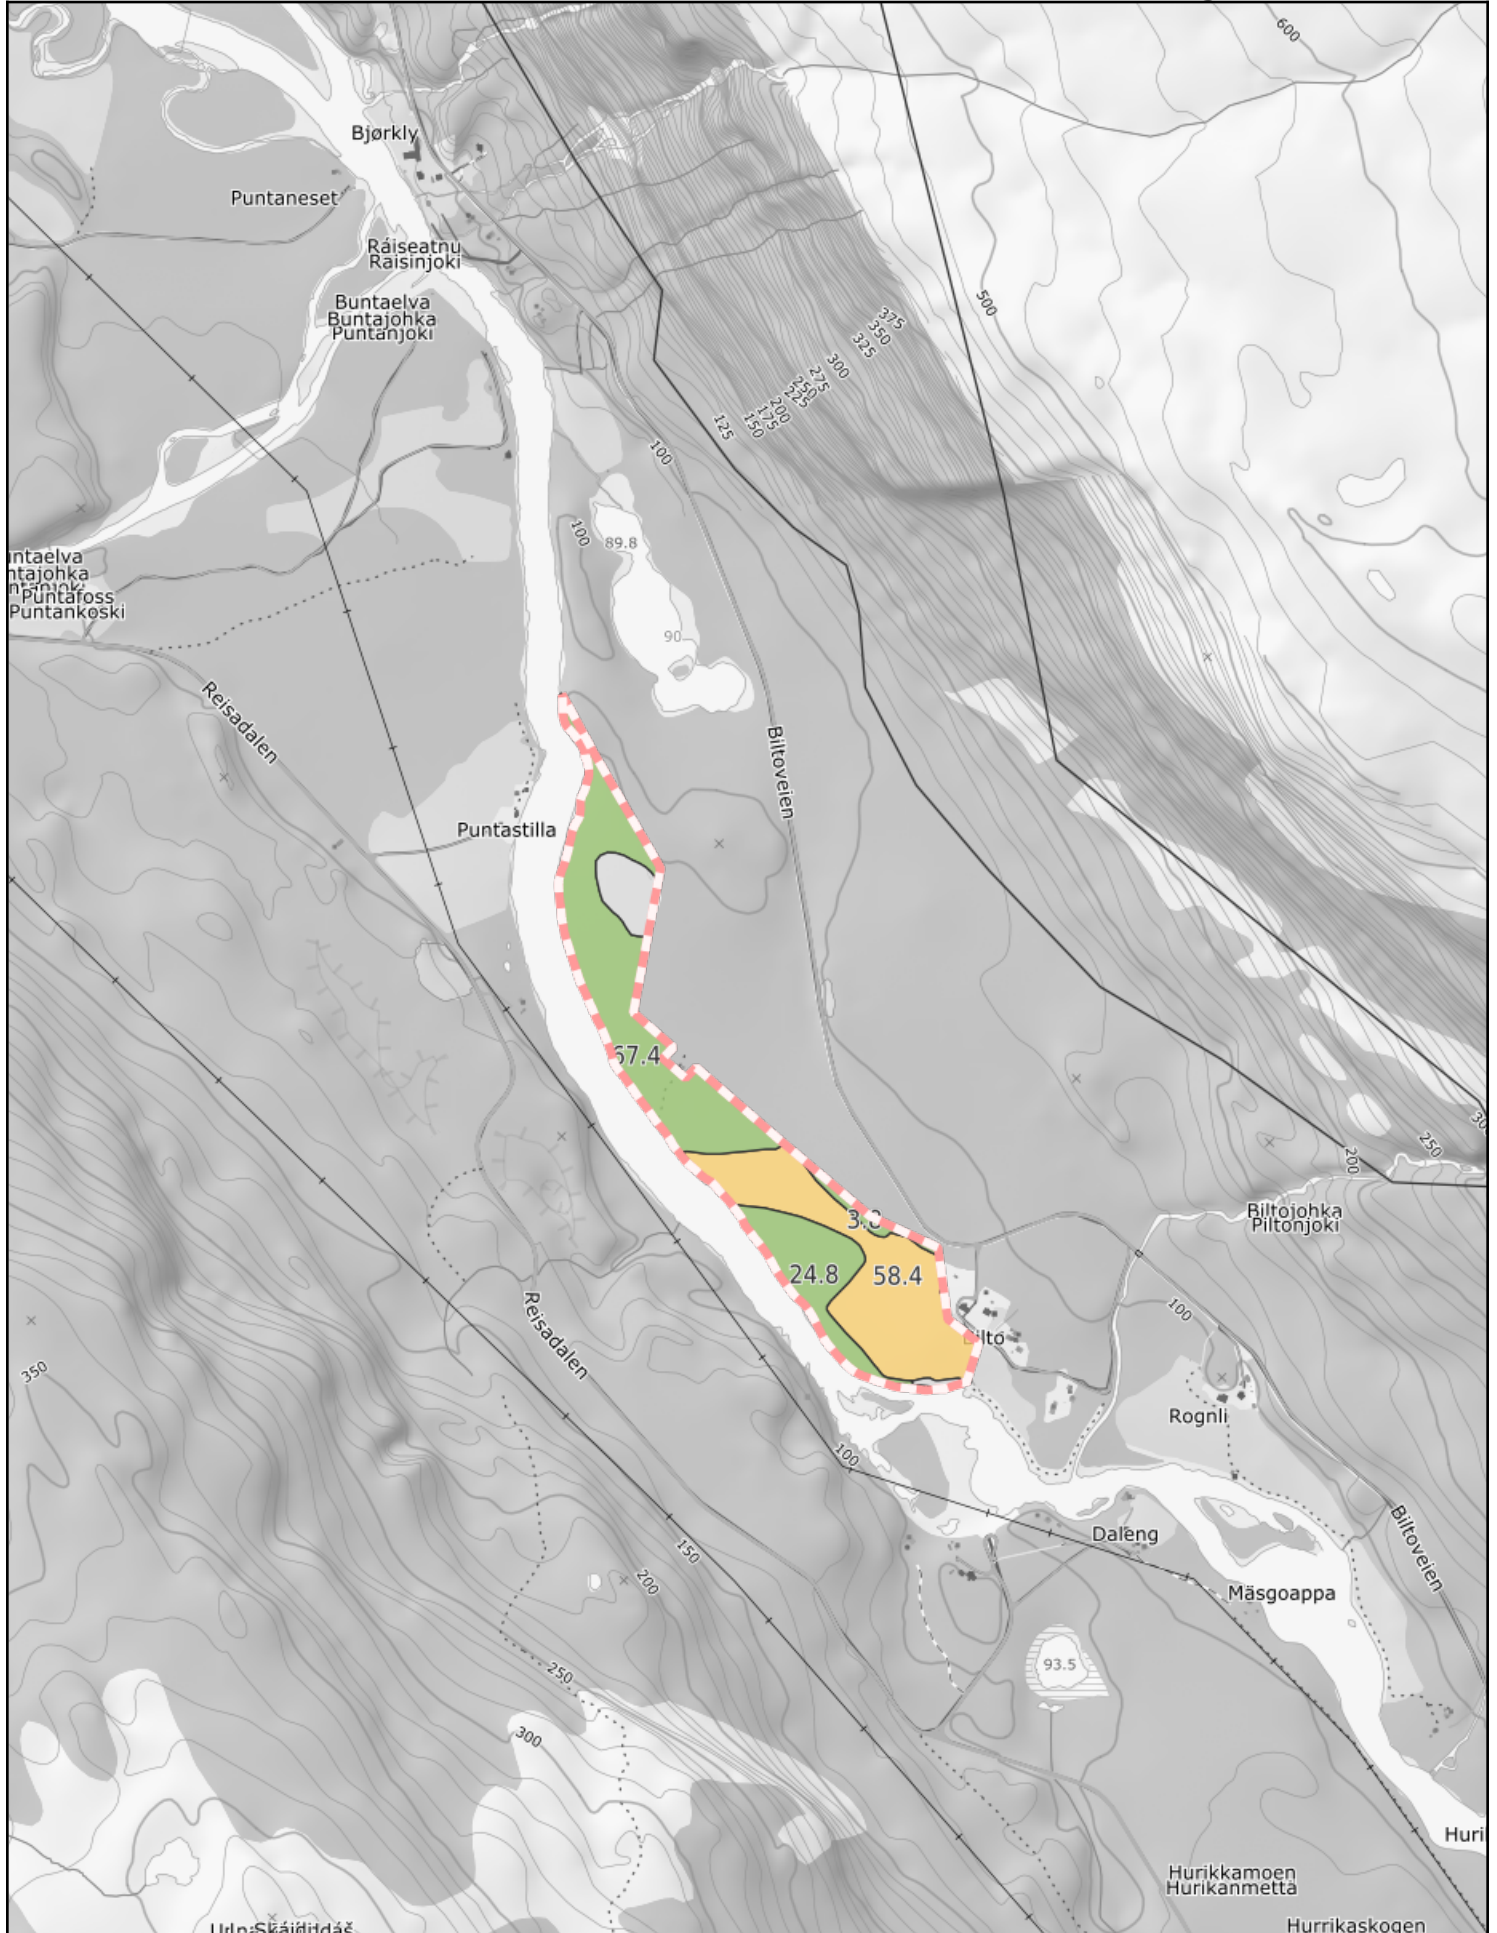 600
Bjørkly
Puntaneset
Ráiseatnu
Raisinjoki
Buntaelva
Buntajohka
Puntanjoki
500
375
350
325
300
275
250
225
200
175
150
125
100
100
89.8
90
Puntafoss
Puntankoski
Reisadalen
Biltoveien
Puntastilla
67.4
3.8
24.8
58.4
Biltojohka
Piltonjoki
200
250
100
Reisadalen
350
Rognli
100
Daleng
Biltoveien
Mäsgoappa
150
200
93.5
250
300
Hurikkamoen
Hurikanmetta
Hurrikaskogen